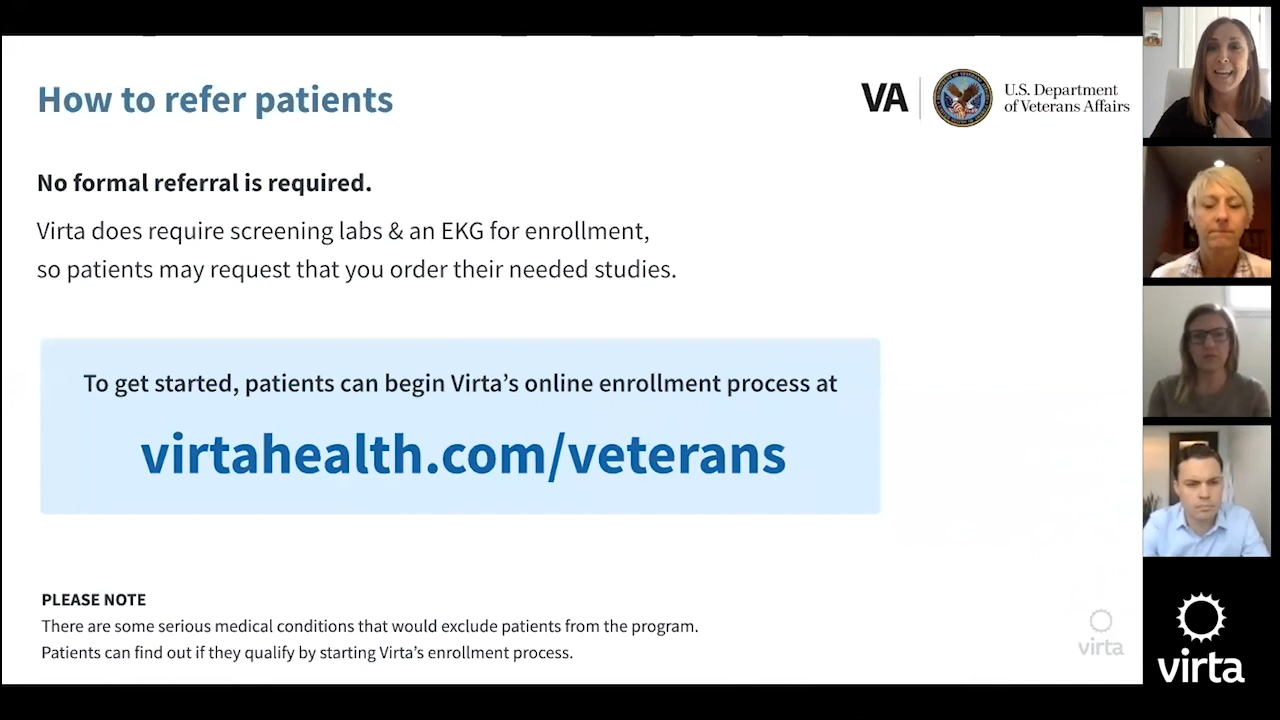 How to refer patients
VA
U.S. Department
of Veterans Affairs
No formal referral is required.
Virta does require screening labs & an EKG for enrollment,
so patients may request that you order their needed studies.
To get started, patients can begin Virta's online enrollment process at
virtahealth.com/veterans
PLEASE NOTE
There are some serious medical conditions that would exclude patients from the program.
Patients can find out if they qualify by starting Virta's enrollment process.
virta
virta